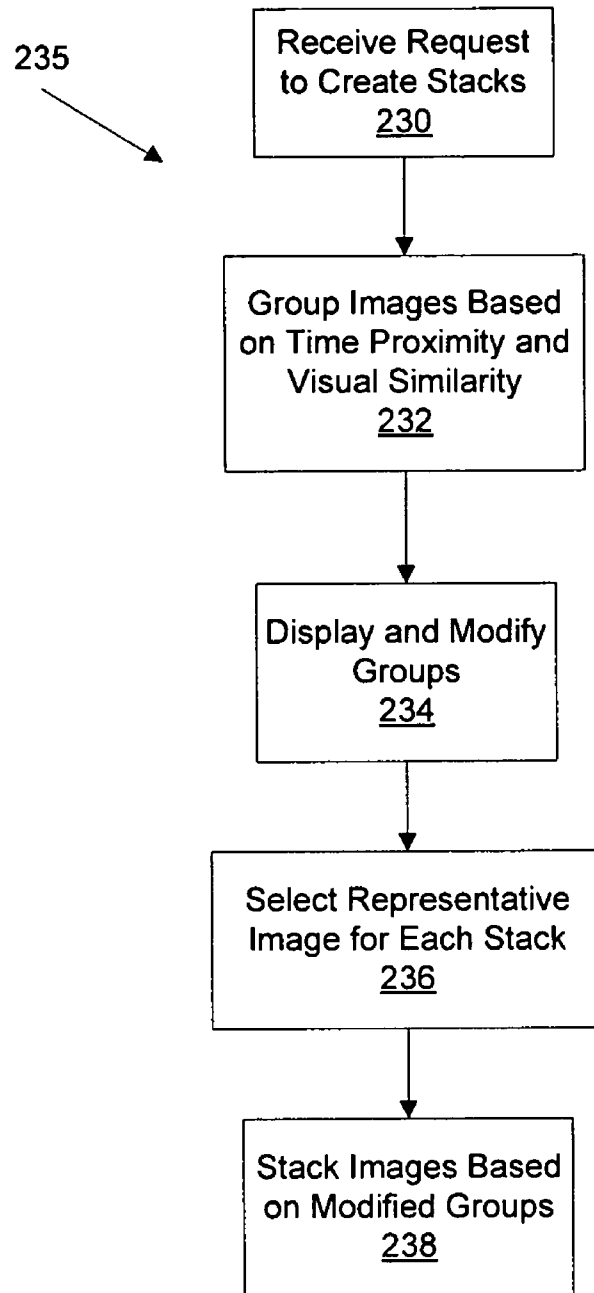 235
Receive Request
to Create Stacks
230
Group Images Based
on Time Proximity and
Visual Similarity
232
Display and Modify
Groups
234
Select Representative
Image for Each Stack
236
Stack Images Based
on Modified Groups
238